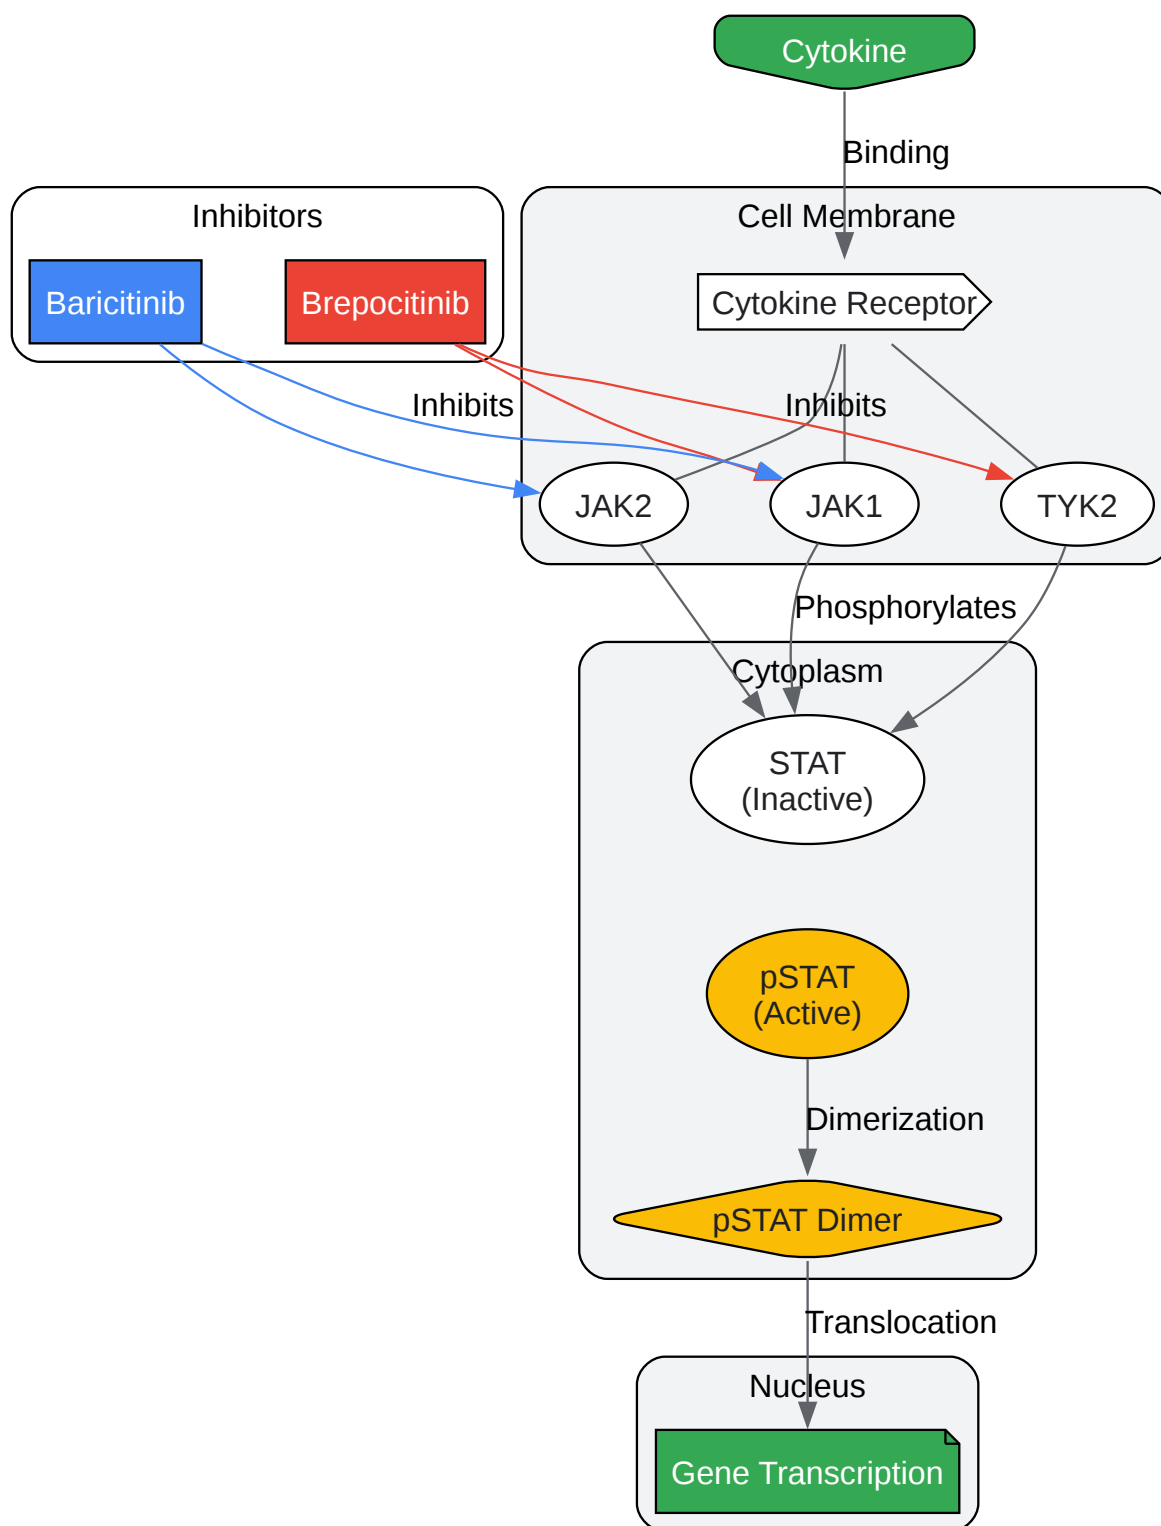 Cytokine
Binding
Inhibitors
Cell Membrane
Baricitinib
Brepocitinib
Cytokine Receptor
Inhibits
Inhibits
JAK2
JAK1
TYK2
Phosphorylates
Cytoplasm
STAT
(Inactive)
pSTAT
(Active)
Dimerization
pSTAT Dimer
Translocation
Nucleus
Gene Transcription